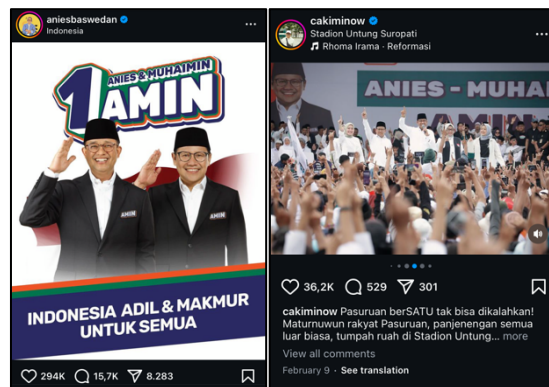 aniesbaswedan
Indonesia
1
ANIES & MUHAIMIN
AMIN
AMIN
AMIN
INDONESIA ADIL & MAKMUR
UNTUK SEMUA
294K 15,7K 8.283
cakiminow
Stadion Untung Suropati
Rhoma Irama · Reformasi
ANIES - MUHAI
36,2K 529 301
cakiminow Pasuruan berSATU tak bisa dikalahkan!
Maturnuwun rakyat Pasuruan, panjenengan semua
luar biasa, tumpah ruah di Stadion Untung... more
View all comments
February 9 · See translation